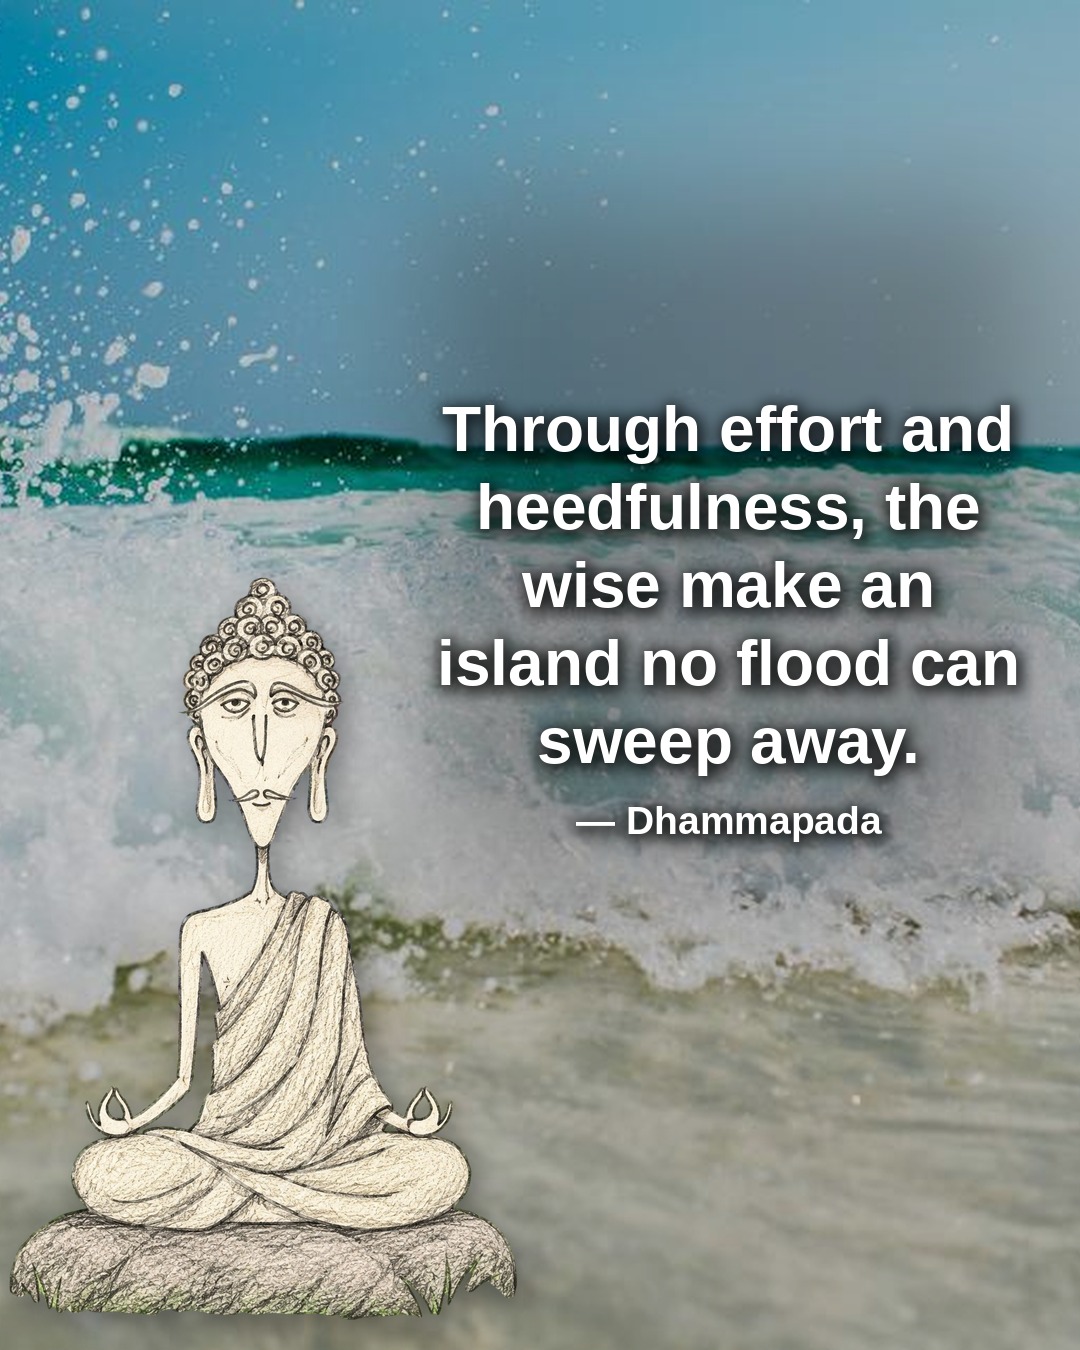 Through effort and
heedfulness, the
wise make an
island no flood can
sweep away.
— Dhammapada